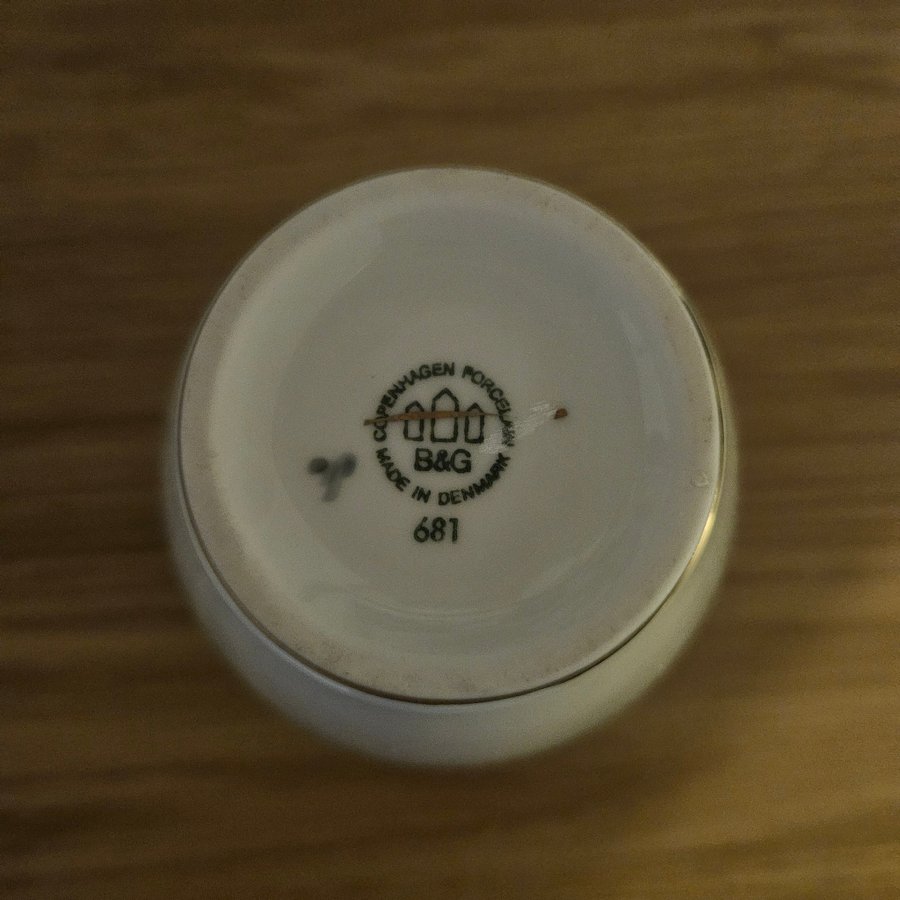 COPENHAGEN PORCELAIN
B&G
MADE IN DENMARK
681